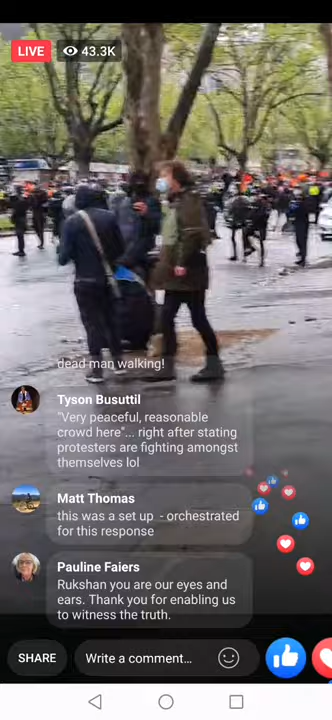 LIVE 43.3K
dead man walking!
Tyson Busuttil
"Very peaceful, reasonable
crowd here"... right after stating
protesters are fighting amongst
themselves lol
Matt Thomas
this was a set up - orchestrated
for this response
Pauline Faiers
Rukshan you are our eyes and
ears. Thank you for enabling us
to witness the truth.
SHARE Write a comment...